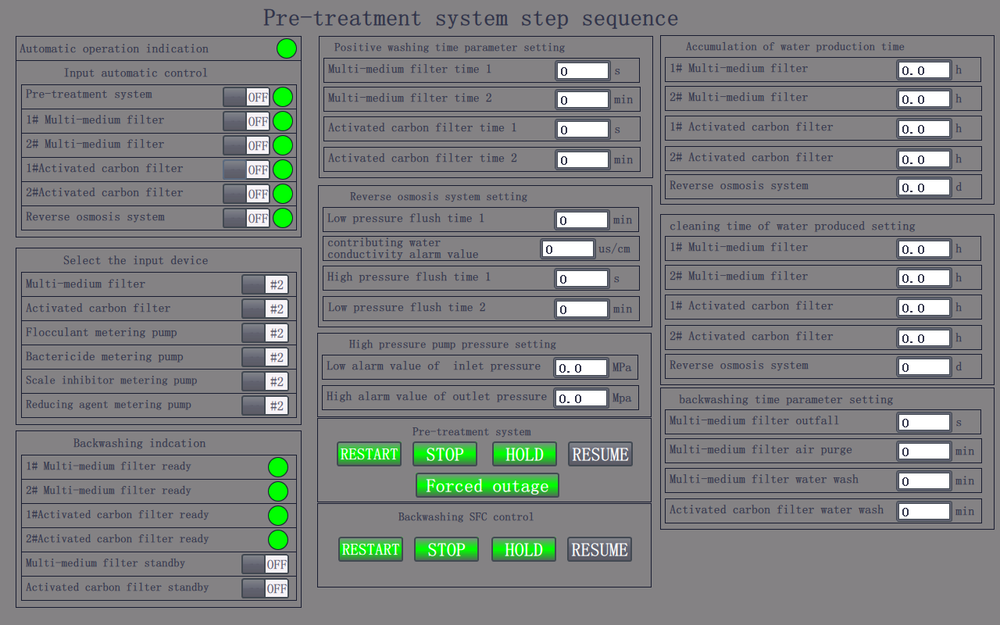 Pre-treatment system step sequence
Automatic operation indication
Input automatic control
Pre-treatment system OFF
1# Multi-medium filter OFF
2# Multi-medium filter OFF
1#Activated carbon filter OFF
2#Activated carbon filter OFF
Reverse osmosis system OFF
Select the input device
Multi-medium filter #2
Activated carbon filter #2
Flocculant metering pump #2
Bactericide metering pump #2
Scale inhibitor metering pump #2
Reducing agent metering pump #2
Backwashing indcation
1# Multi-medium filter ready
2# Multi-medium filter ready
1#Activated carbon filter ready
2#Activated carbon filter ready
Multi-medium filter standby OFF
Activated carbon filter standby OFF
Positive washing time parameter setting
Multi-medium filter time 1 0 s
Multi-medium filter time 2 0 min
Activated carbon filter time 1 0 s
Activated carbon filter time 2 0 min
Reverse osmosis system setting
Low pressure flush time 1 0 min
contributing water
conductivity alarm value 0 us/cm
High pressure flush time 1 0 s
Low pressure flush time 2 0 min
High pressure pump pressure setting
Low alarm value of inlet pressure 0.0 MPa
High alarm value of outlet pressure 0.0 Mpa
Pre-treatment system
RESTART STOP HOLD RESUME
Forced outage
Backwashing SFC control
RESTART STOP HOLD RESUME
Accumulation of water production time
1# Multi-medium filter 0.0 h
2# Multi-medium filter 0.0 h
1# Activated carbon filter 0.0 h
2# Activated carbon filter 0.0 h
Reverse osmosis system 0.0 d
cleaning time of water produced setting
1# Multi-medium filter 0.0 h
2# Multi-medium filter 0.0 h
1# Activated carbon filter 0.0 h
2# Activated carbon filter 0.0 h
Reverse osmosis system 0 d
backwashing time parameter setting
Multi-medium filter outfall 0 s
Multi-medium filter air purge 0 min
Multi-medium filter water wash 0 min
Activated carbon filter water wash 0 min